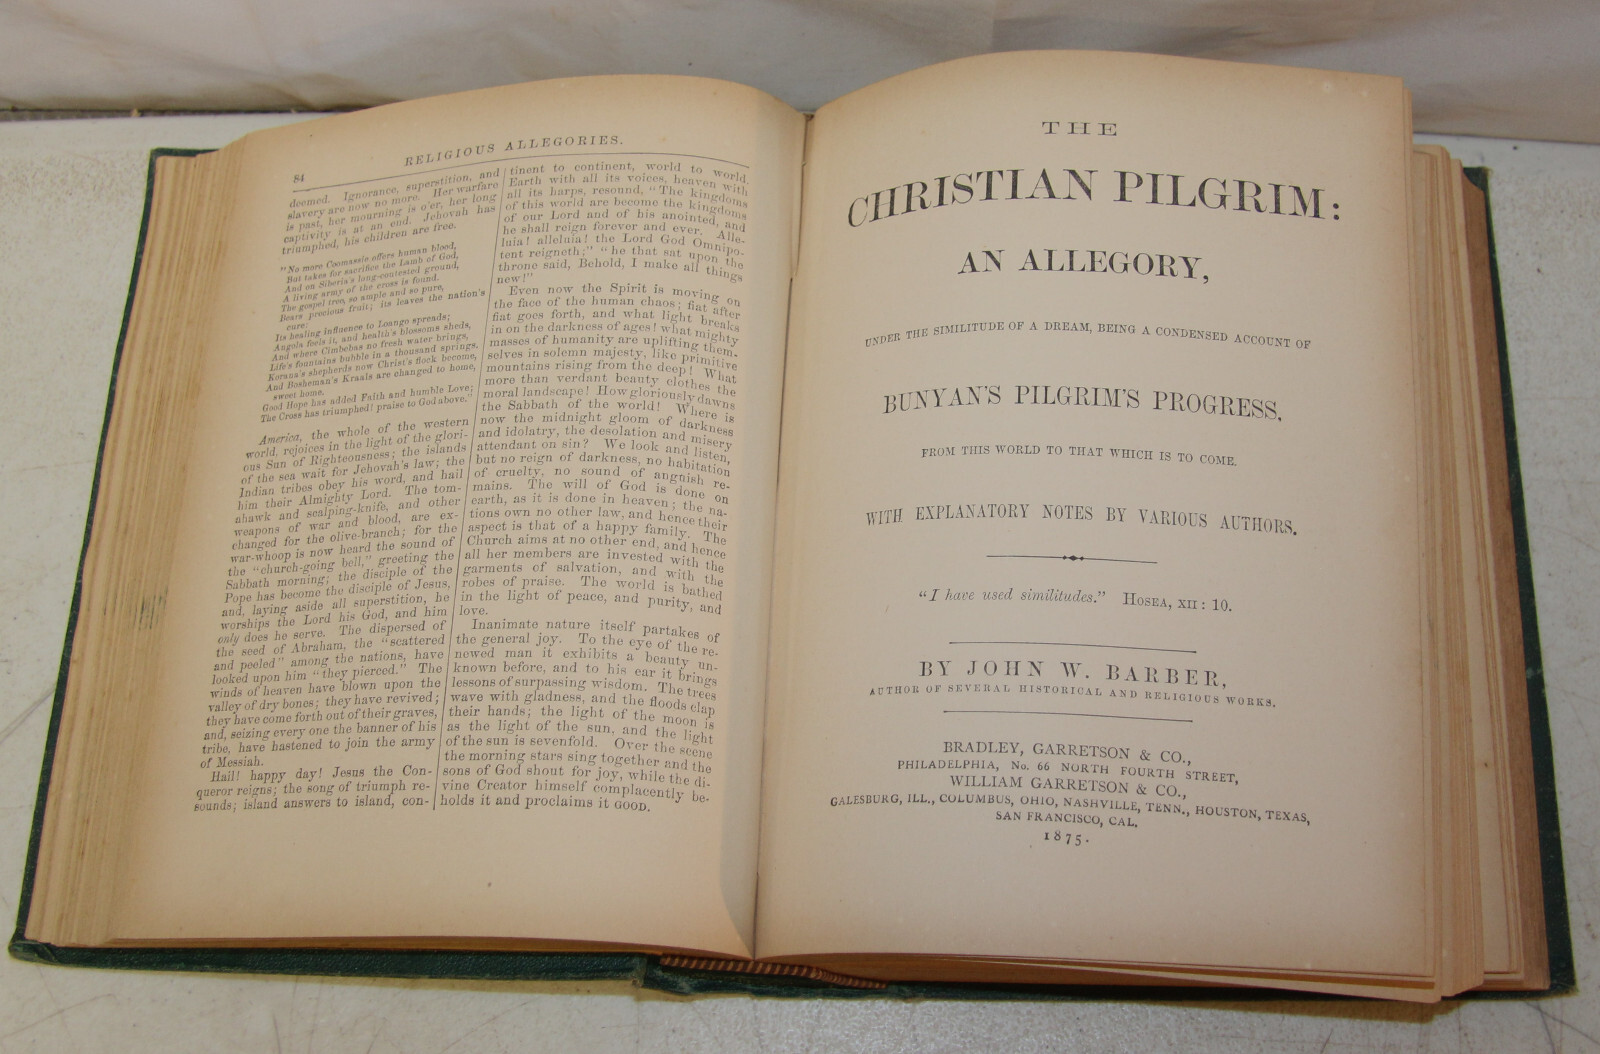 84
RELIGIOUS ALLEGORIES.
deemed. Ignorance, superstition, and
slavery are now no more. Her warfare
is past, her mourning is o'er, her long
captivity is at an end. Jehovah has
triumphed, his children are free.
"No more Coomassie offers human blood,
But takes for sacrifice the Lamb of God,
And on Siberia's long-contested ground,
A living army of the cross is found.
The gospel tree, so ample and so pure,
Bears precious fruit; its leaves the nation's
cure:
Its healing influence to Loango spreads;
Angola feels it, and health's blossoms sheds,
And where Cimbebas no fresh water brings,
Life's fountains bubble in a thousand springs.
Korana's shepherds now Christ's flock become,
And Bosheman's Kraals are changed to home,
sweet home.
Good Hope has added Faith and humble Love;
The Cross has triumphed! praise to God above."
America, the whole of the western
world, rejoices in the light of the glori-
ous Sun of Righteousness; the islands
of the sea wait for Jehovah's law; the
Indian tribes obey his word, and hail
him their Almighty Lord. The tom-
ahawk and scalping-knife, and other
weapons of war and blood, are ex-
changed for the olive-branch; for the
war-whoop is now heard the sound of
the "church-going bell," greeting the
Sabbath morning; the disciple of the
Pope has become the disciple of Jesus,
and, laying aside all superstition, he
worships the Lord his God, and him
only does he serve. The dispersed of
the seed of Abraham, the "scattered
and peeled" among the nations, have
looked upon him "they pierced." The
winds of heaven have blown upon the
valley of dry bones; they have revived;
they have come forth out of their graves,
and, seizing every one the banner of his
tribe, have hastened to join the army
of Messiah.
Hail! happy day! Jesus the Con-
queror reigns; the song of triumph re-
sounds; island answers to island, con-
tinent to continent, world to world.
Earth with all its voices, heaven with
all its harps, resound. "The kingdoms
of this world are become the kingdoms
of our Lord and of his anointed, and
he shall reign forever and ever. Alle-
luia! alleluia! the Lord God Omnipo-
tent reigneth;" "he that sat upon the
throne said, Behold, I make all things
new!"
Even now the Spirit is moving on
the face of the human chaos; fiat after
fiat goes forth, and what light breaks
in on the darkness of ages! what mighty
masses of humanity are uplifting them-
selves in solemn majesty, like primitive
mountains rising from the deep! What
more than verdant beauty clothes the
moral landscape! How gloriously dawns
the Sabbath of the world! Where is
now the midnight gloom of darkness
and idolatry, the desolation and misery
attendant on sin? We look and listen,
but no reign of darkness, no habitation
of cruelty, no sound of anguish re-
mains. The will of God is done on
earth, as it is done in heaven; the na-
tions own no other law, and hence their
aspect is that of a happy family. The
Church aims at no other end, and hence
all her members are invested with the
garments of salvation, and with the
robes of praise. The world is bathed
in the light of peace, and purity, and
love.
Inanimate nature itself partakes of
the general joy. To the eye of the re-
newed man it exhibits a beauty un-
known before, and to his ear it brings
lessons of surpassing wisdom. The trees
wave with gladness, and the floods clap
their hands; the light of the moon is
as the light of the sun, and the light
of the sun is sevenfold. Over the scene
the morning stars sing together and the
sons of God shout for joy, while the di-
vine Creator himself complacently be-
holds it and proclaims it GOOD.
THE
CHRISTIAN PILGRIM:
AN ALLEGORY,
UNDER THE SIMILITUDE OF A DREAM, BEING A CONDENSED ACCOUNT OF
BUNYAN'S PILGRIM'S PROGRESS,
FROM THIS WORLD TO THAT WHICH IS TO COME.
WITH EXPLANATORY NOTES BY VARIOUS AUTHORS.
"I have used similitudes." HOSEA, XII: 10.
BY JOHN W. BARBER,
AUTHOR OF SEVERAL HISTORICAL AND RELIGIOUS WORKS.
BRADLEY, GARRETSON & CO.,
PHILADELPHIA, No. 66 NORTH FOURTH STREET,
WILLIAM GARRETSON & CO.,
GALESBURG, ILL., COLUMBUS, OHIO, NASHVILLE, TENN., HOUSTON, TEXAS,
SAN FRANCISCO, CAL.
1875.